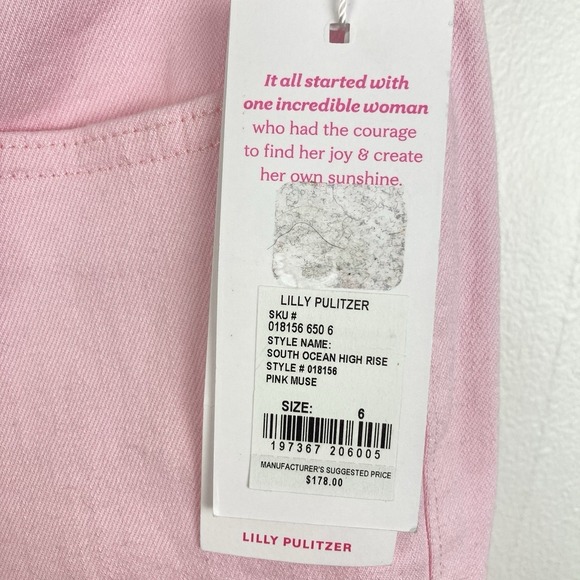 It all started with
one incredible woman
who had the courage
to find her joy & create
her own sunshine.
LILLY PULITZER
SKU #
018156 650 6
STYLE NAME:
SOUTH OCEAN HIGH RISE
STYLE # 018156
PINK MUSE
SIZE: 6
197367 206005
MANUFACTURER'S SUGGESTED PRICE
$178.00
LILLY PULITZER